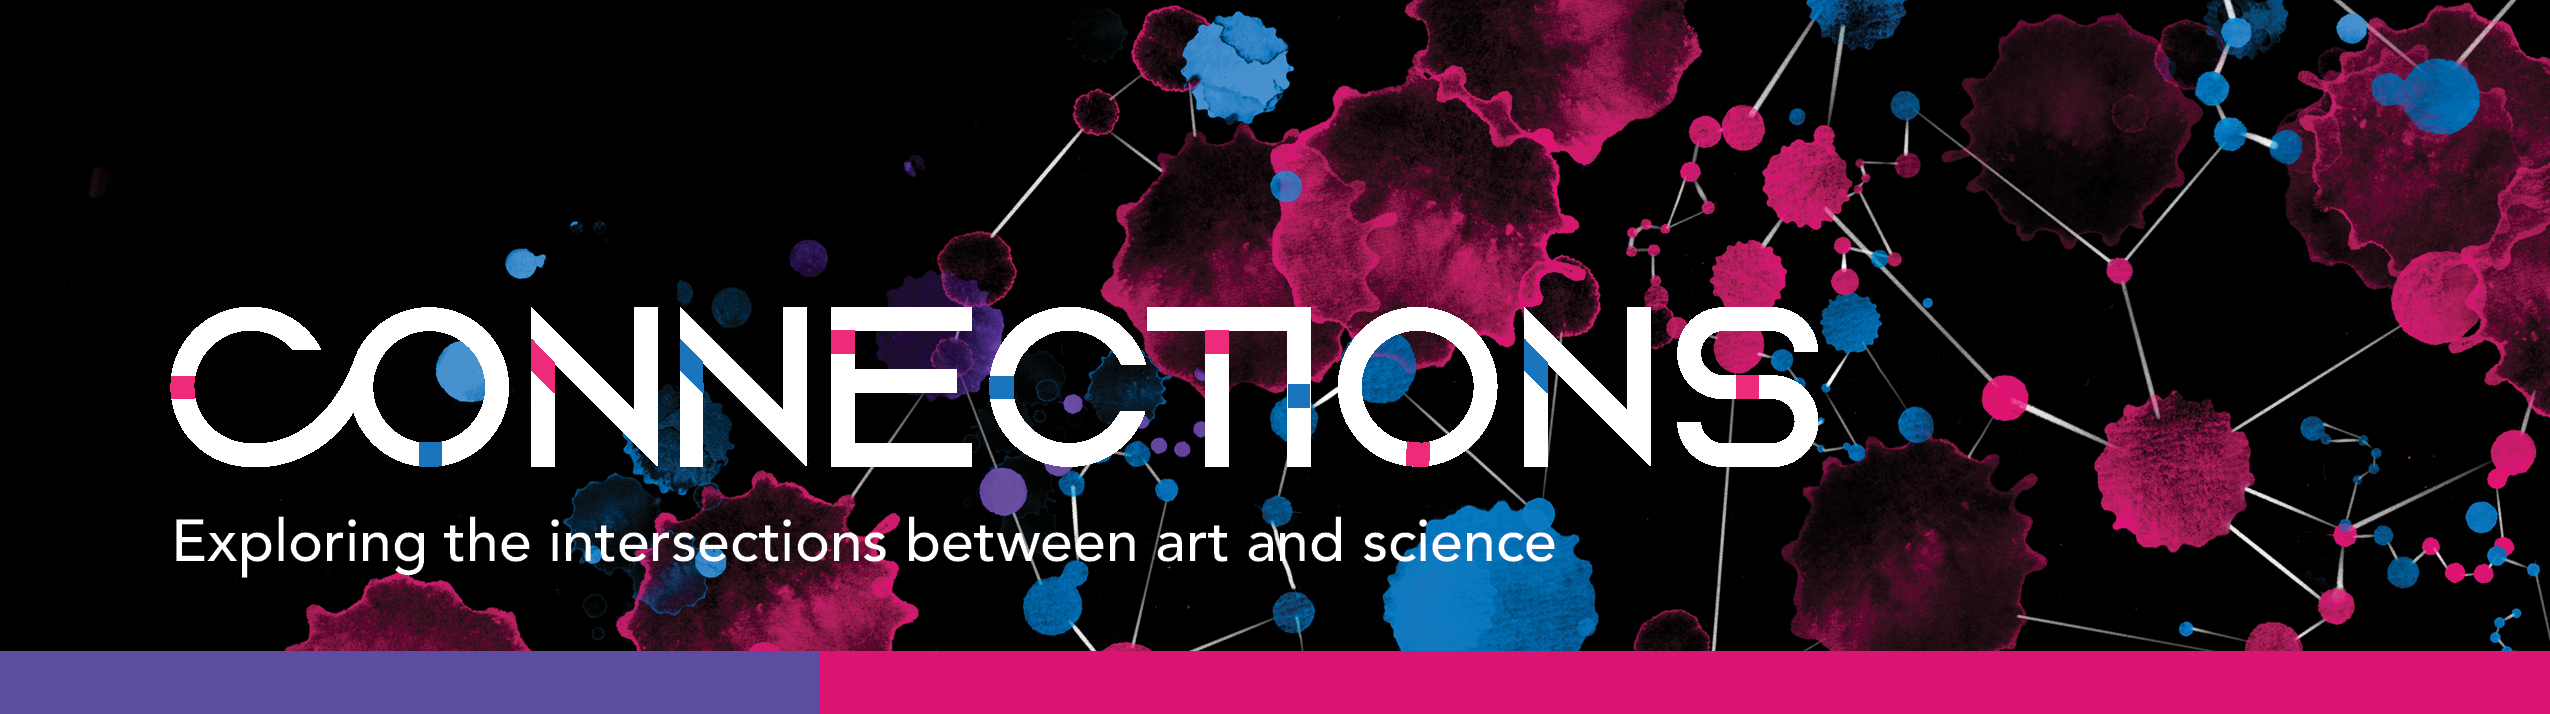 CONNECTIONS
Exploring the intersections between art and science